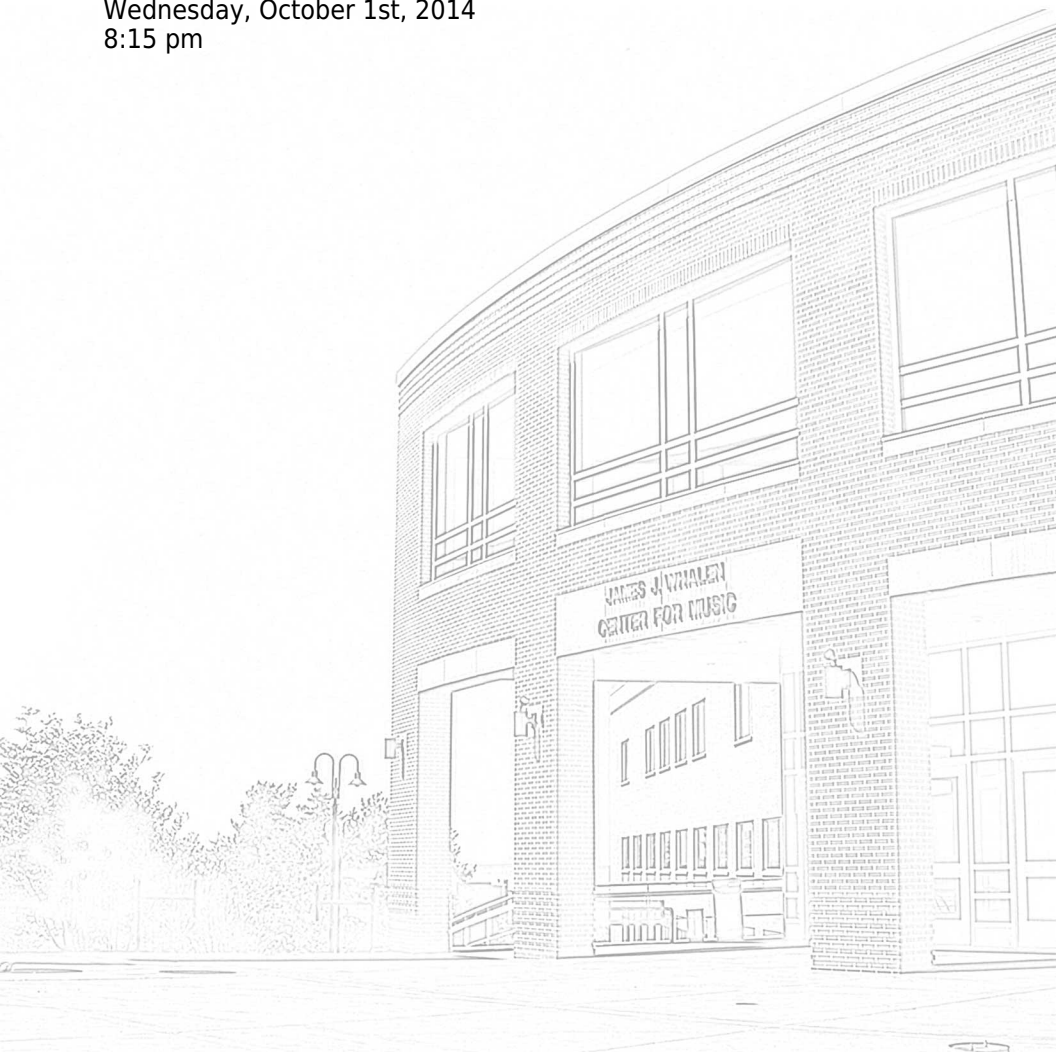 Wednesday, October 1st, 2014
8:15 pm
JAMES J. WHALEN
CENTER FOR MUSIC